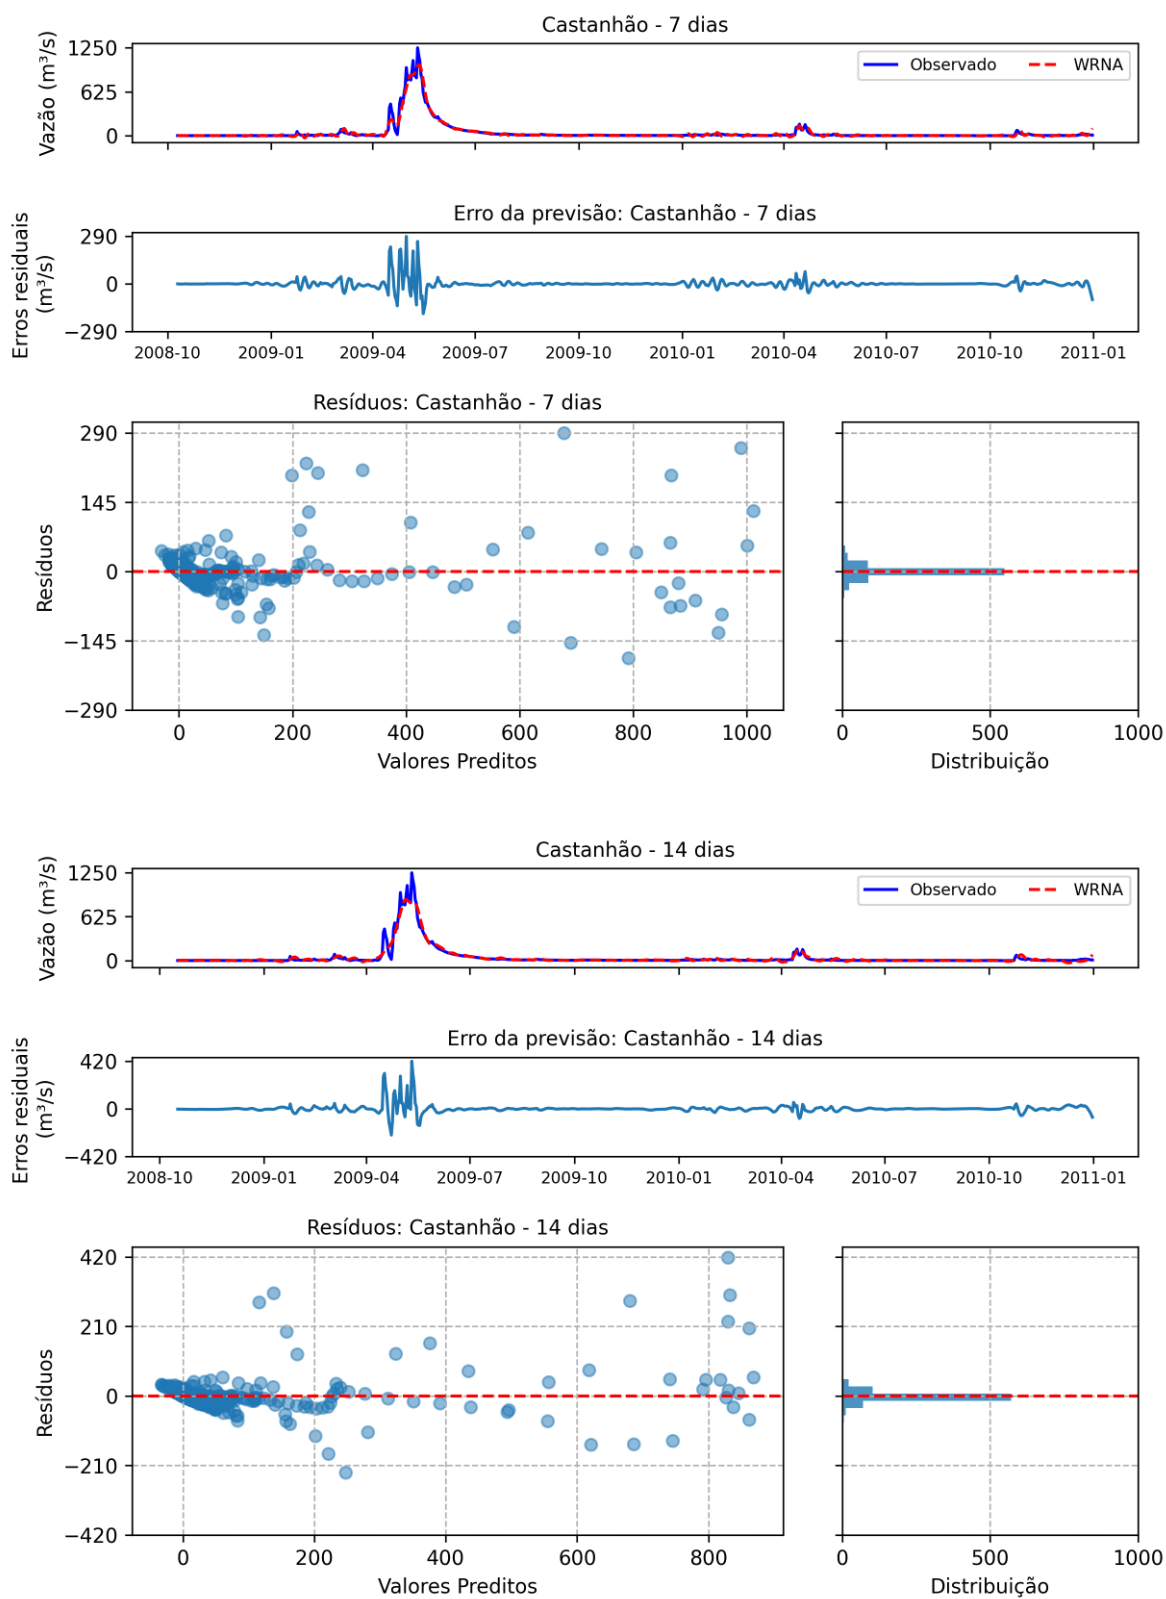 Castanhão - 7 dias
Vazão (m³/s)
1250
625
0
Observado
WRNA
Erro da previsão: Castanhão - 7 dias
Erros residuais
(m³/s)
290
0
−290
2008-10 2009-01 2009-04 2009-07 2009-10 2010-01 2010-04 2010-07 2010-10 2011-01
Resíduos: Castanhão - 7 dias
Resíduos
290
145
0
−145
−290
0 200 400 600 800 1000
Valores Preditos
0 500 1000
Distribuição
Castanhão - 14 dias
Vazão (m³/s)
1250
625
0
Observado
WRNA
Erro da previsão: Castanhão - 14 dias
Erros residuais
(m³/s)
420
0
−420
2008-10 2009-01 2009-04 2009-07 2009-10 2010-01 2010-04 2010-07 2010-10 2011-01
Resíduos: Castanhão - 14 dias
Resíduos
420
210
0
−210
−420
0 200 400 600 800
Valores Preditos
0 500 1000
Distribuição